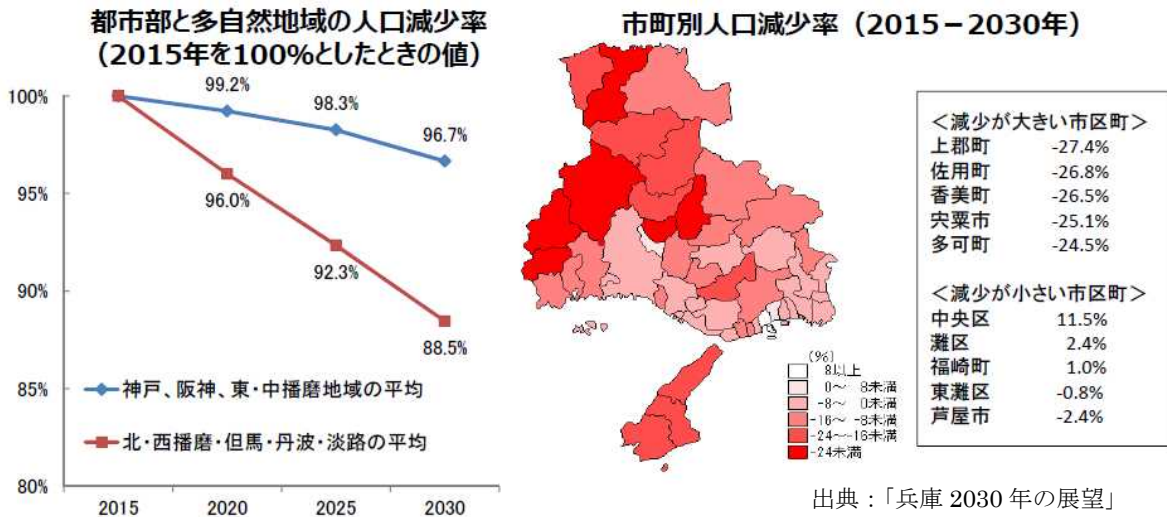 都市部と多自然地域の人口減少率
（2015年を100%としたときの値）
100%
95%
90%
85%
80%
99.2%
98.3%
96.7%
96.0%
92.3%
88.5%
神戸、阪神、東・中播磨地域の平均
北・西播磨・但馬・丹波・淡路の平均
2015 2020 2025 2030
市町別人口減少率（2015－2030年）
(%)
8以上
0～ 8未満
-8～ 0未満
-16～ -8未満
-24～-16未満
-24未満
＜減少が大きい市区町＞
上郡町 -27.4%
佐用町 -26.8%
香美町 -26.5%
宍粟市 -25.1%
多可町 -24.5%
＜減少が小さい市区町＞
中央区 11.5%
灘区 2.4%
福崎町 1.0%
東灘区 -0.8%
芦屋市 -2.4%
出典：「兵庫 2030 年の展望」